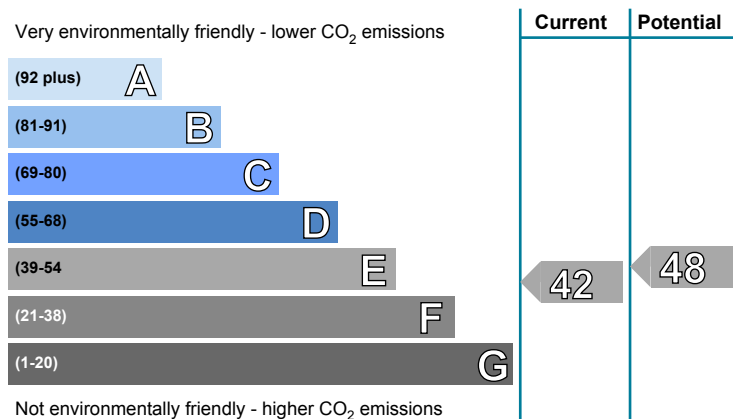 Current Potential
Very environmentally friendly - lower CO₂ emissions
(92 plus) A
(81-91) B
(69-80) C
(55-68) D
(39-54 E
42 48
(21-38) F
(1-20) G
Not environmentally friendly - higher CO₂ emissions